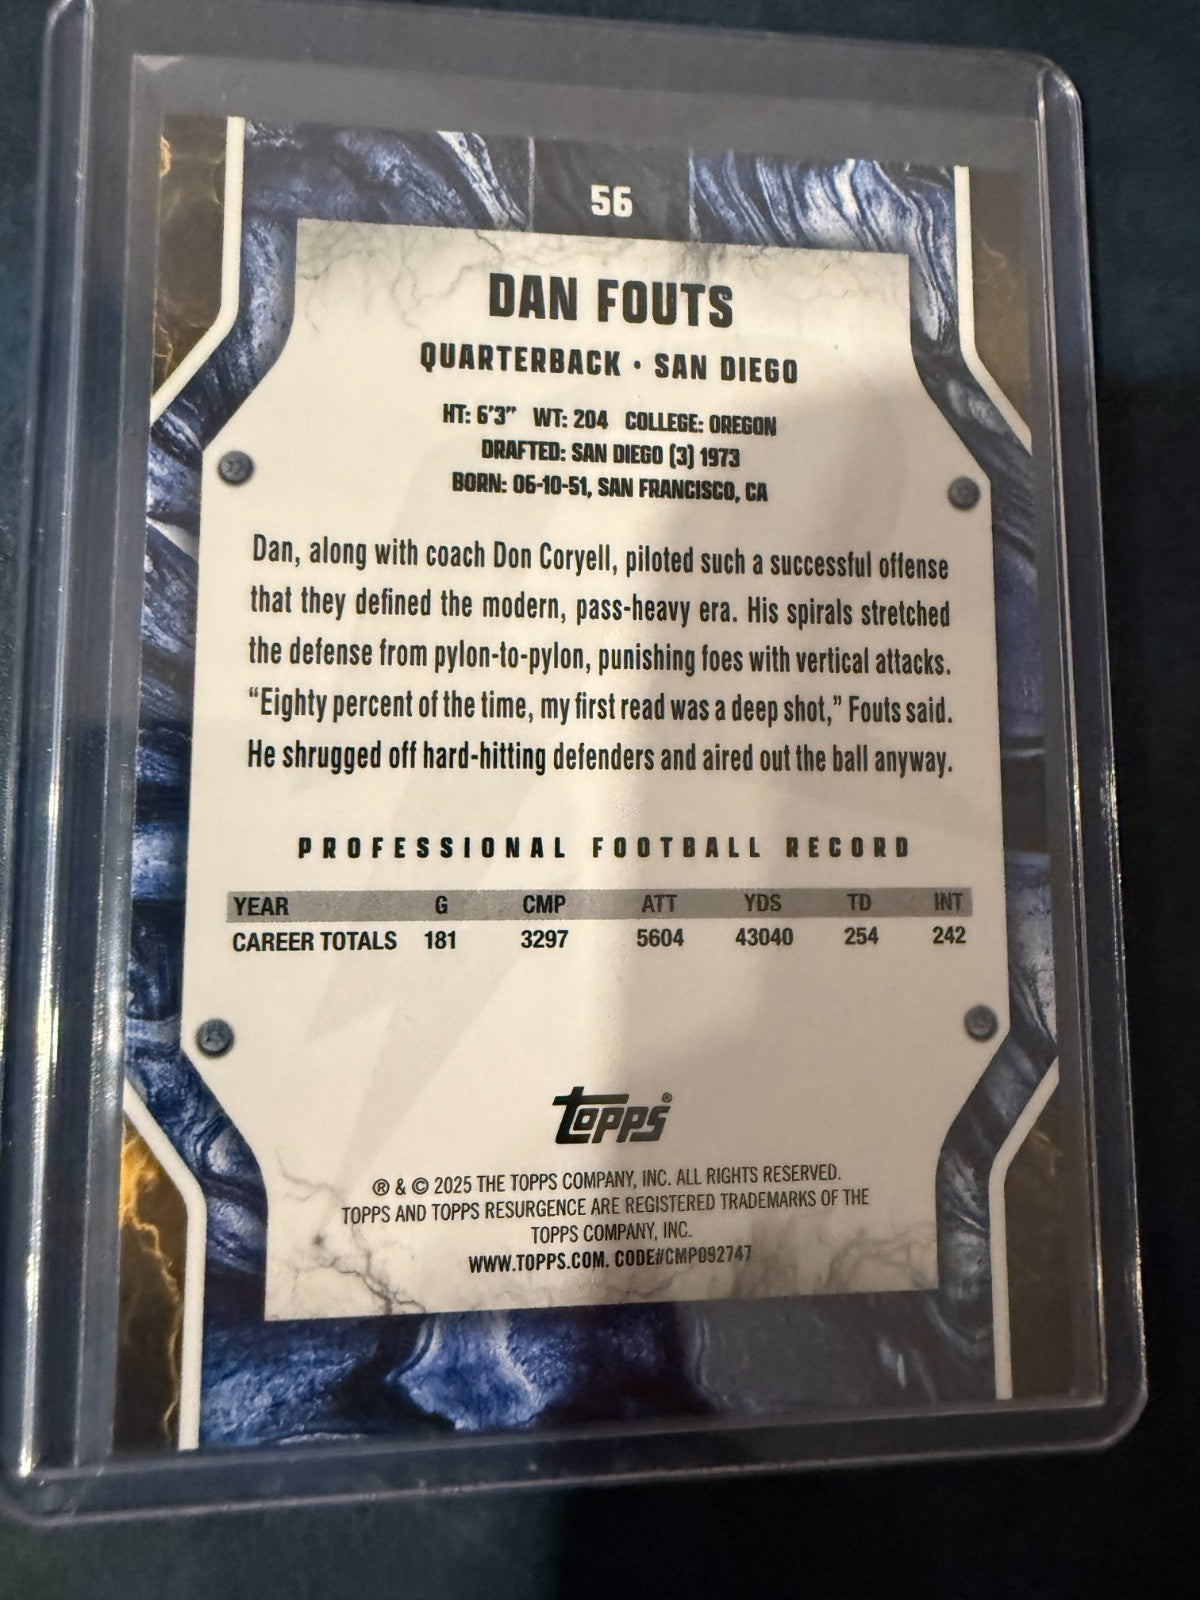 56
DAN FOUTS
QUARTERBACK • SAN DIEGO
HT: 6'3" WT: 204 COLLEGE: OREGON
DRAFTED: SAN DIEGO (3) 1973
BORN: 06-10-51, SAN FRANCISCO, CA
Dan, along with coach Don Coryell, piloted such a successful offense
that they defined the modern, pass-heavy era. His spirals stretched
the defense from pylon-to-pylon, punishing foes with vertical attacks.
“Eighty percent of the time, my first read was a deep shot,” Fouts said.
He shrugged off hard-hitting defenders and aired out the ball anyway.
PROFESSIONAL FOOTBALL RECORD
YEAR G CMP ATT YDS TD INT
CAREER TOTALS 181 3297 5604 43040 254 242
topps®
® & © 2025 THE TOPPS COMPANY, INC. ALL RIGHTS RESERVED.
TOPPS AND TOPPS RESURGENCE ARE REGISTERED TRADEMARKS OF THE
TOPPS COMPANY, INC.
WWW.TOPPS.COM. CODE#CMP092747